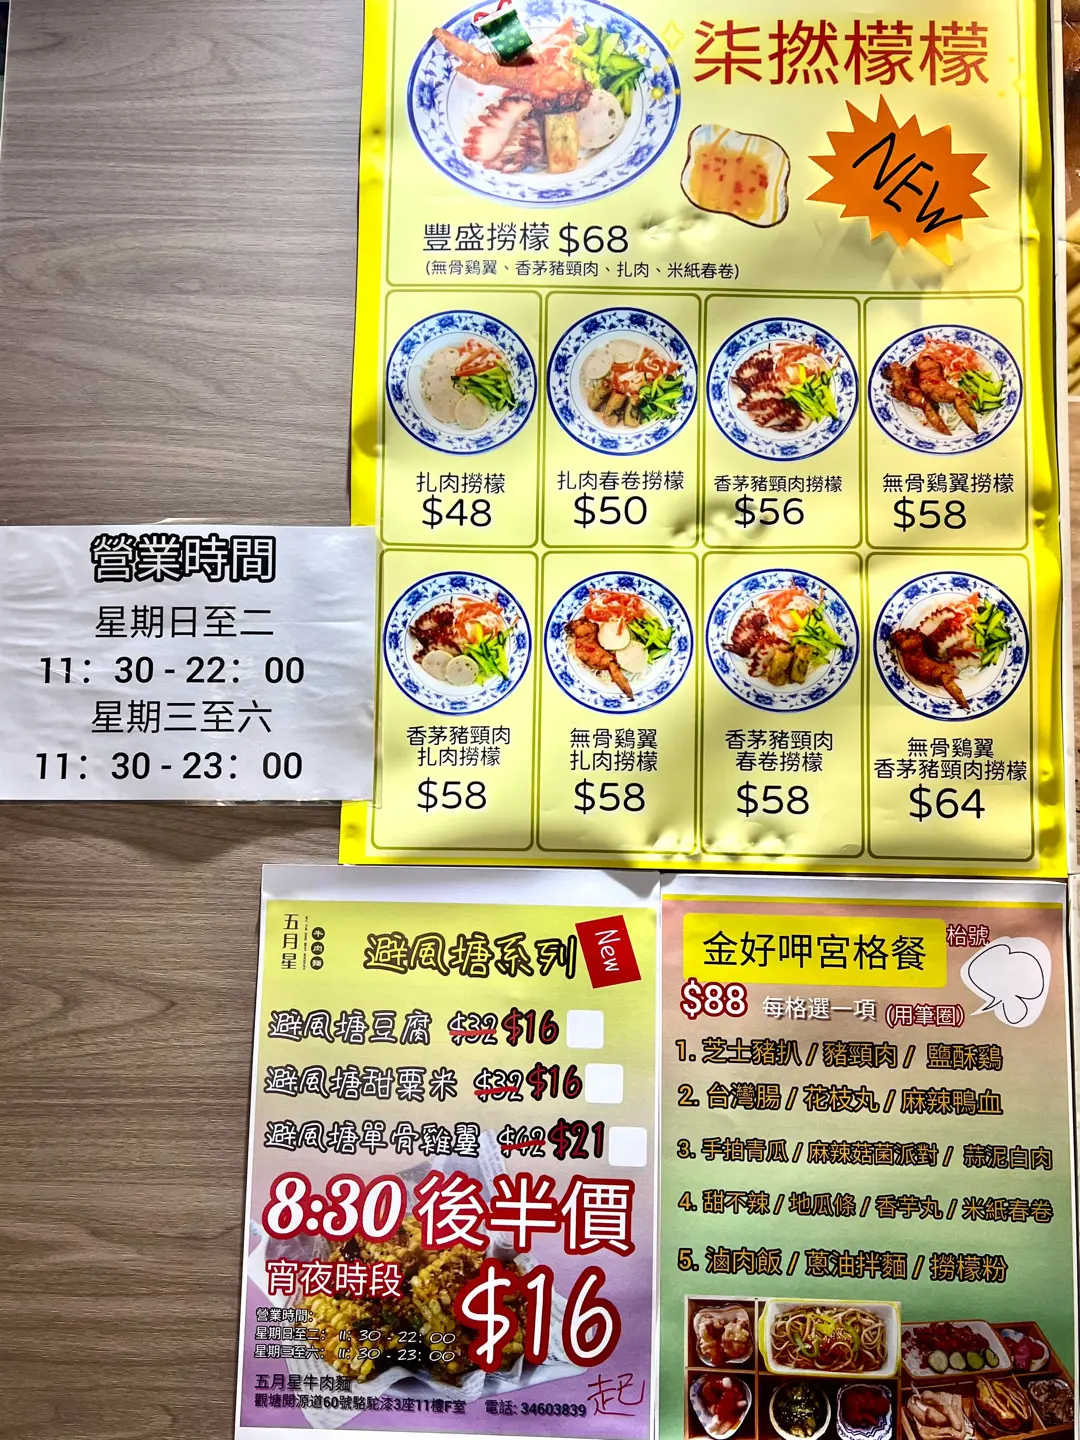 柒撚檬檬
NEW
豐盛撈檬 $68
(無骨鷄翼、香茅豬頸肉、扎肉、米紙春卷)
扎肉撈檬
$48
扎肉春卷撈檬
$50
香茅豬頸肉撈檬
$56
無骨鷄翼撈檬
$58
香茅豬頸肉
扎肉撈檬
$58
無骨鷄翼
扎肉撈檬
$58
香茅豬頸肉
春卷撈檬
$58
無骨鷄翼
香茅豬頸肉撈檬
$64
營業時間
星期日至二
11：30 - 22：00
星期三至六
11：30 - 23：00
五月星
牛肉麵
避風塘系列
New
避風塘豆腐 $32 $16
避風塘甜粟米 $32 $16
避風塘單骨雞翼 $42 $21
8:30後半價
宵夜時段
$16
起
營業時間:
星期日至二：11：30 - 22：00
星期三至六：11：30 - 23：00
五月星牛肉麵
觀塘開源道60號駱駝漆3座11樓F室 電話: 34603839
金好呷宮格餐
枱號
$88 每格選一項 (用筆圈)
1. 芝士豬扒 / 豬頸肉 / 鹽酥鷄
2. 台灣腸 / 花枝丸 / 麻辣鴨血
3. 手拍青瓜 / 麻辣菇菌派對 / 蒜泥白肉
4. 甜不辣 / 地瓜條 / 香芋丸 / 米紙春卷
5. 滷肉飯 / 蔥油拌麵 / 撈檬粉